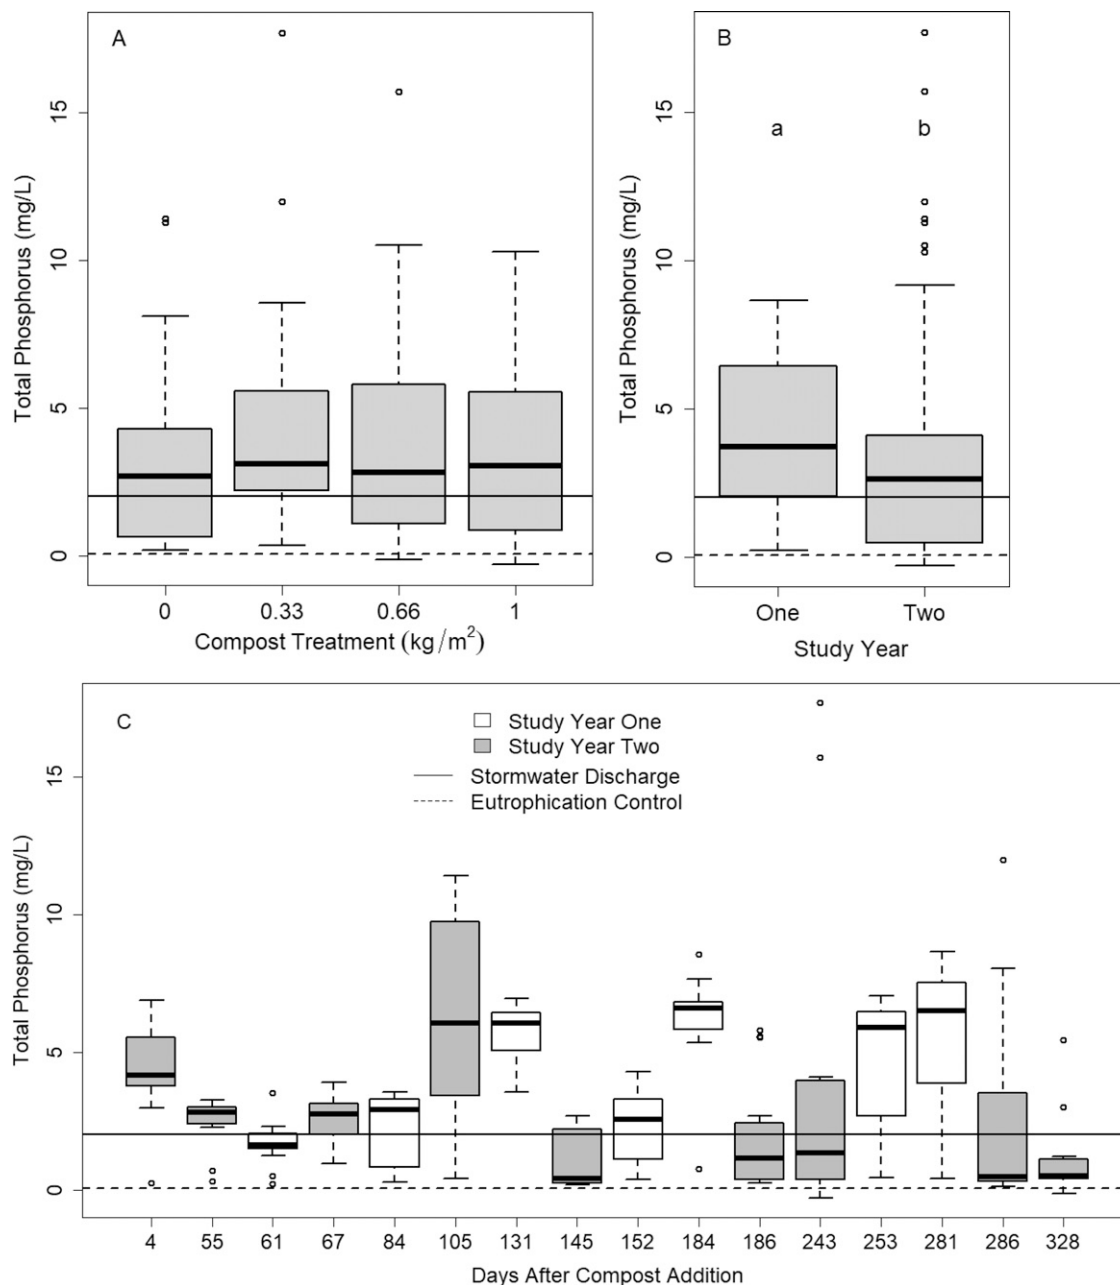 A
Total Phosphorus (mg/L)
15
10
5
0
0 0.33 0.66 1
Compost Treatment (kg/m²)
B
a b
Total Phosphorus (mg/L)
15
10
5
0
One Two
Study Year
C
Study Year One
Study Year Two
Stormwater Discharge
Eutrophication Control
Total Phosphorus (mg/L)
15
10
5
0
4 55 61 67 84 105 131 145 152 184 186 243 253 281 286 328
Days After Compost Addition